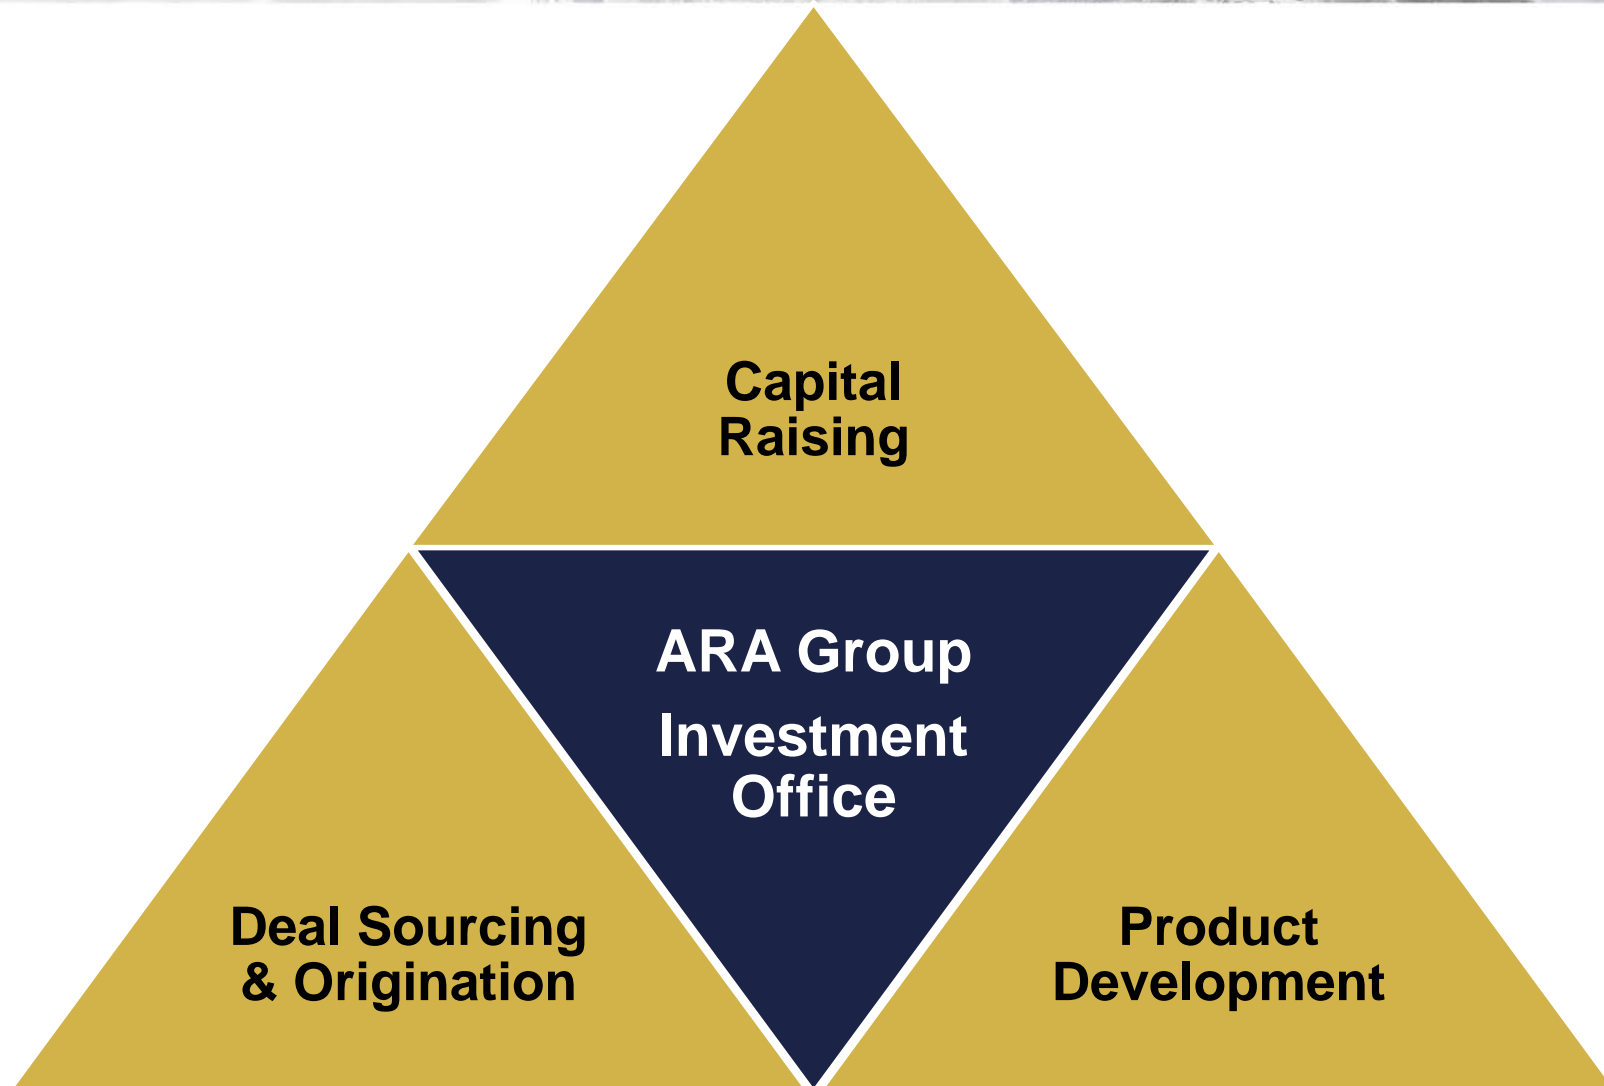 Capital
Raising
ARA Group
Investment
Office
Deal Sourcing
& Origination
Product
Development